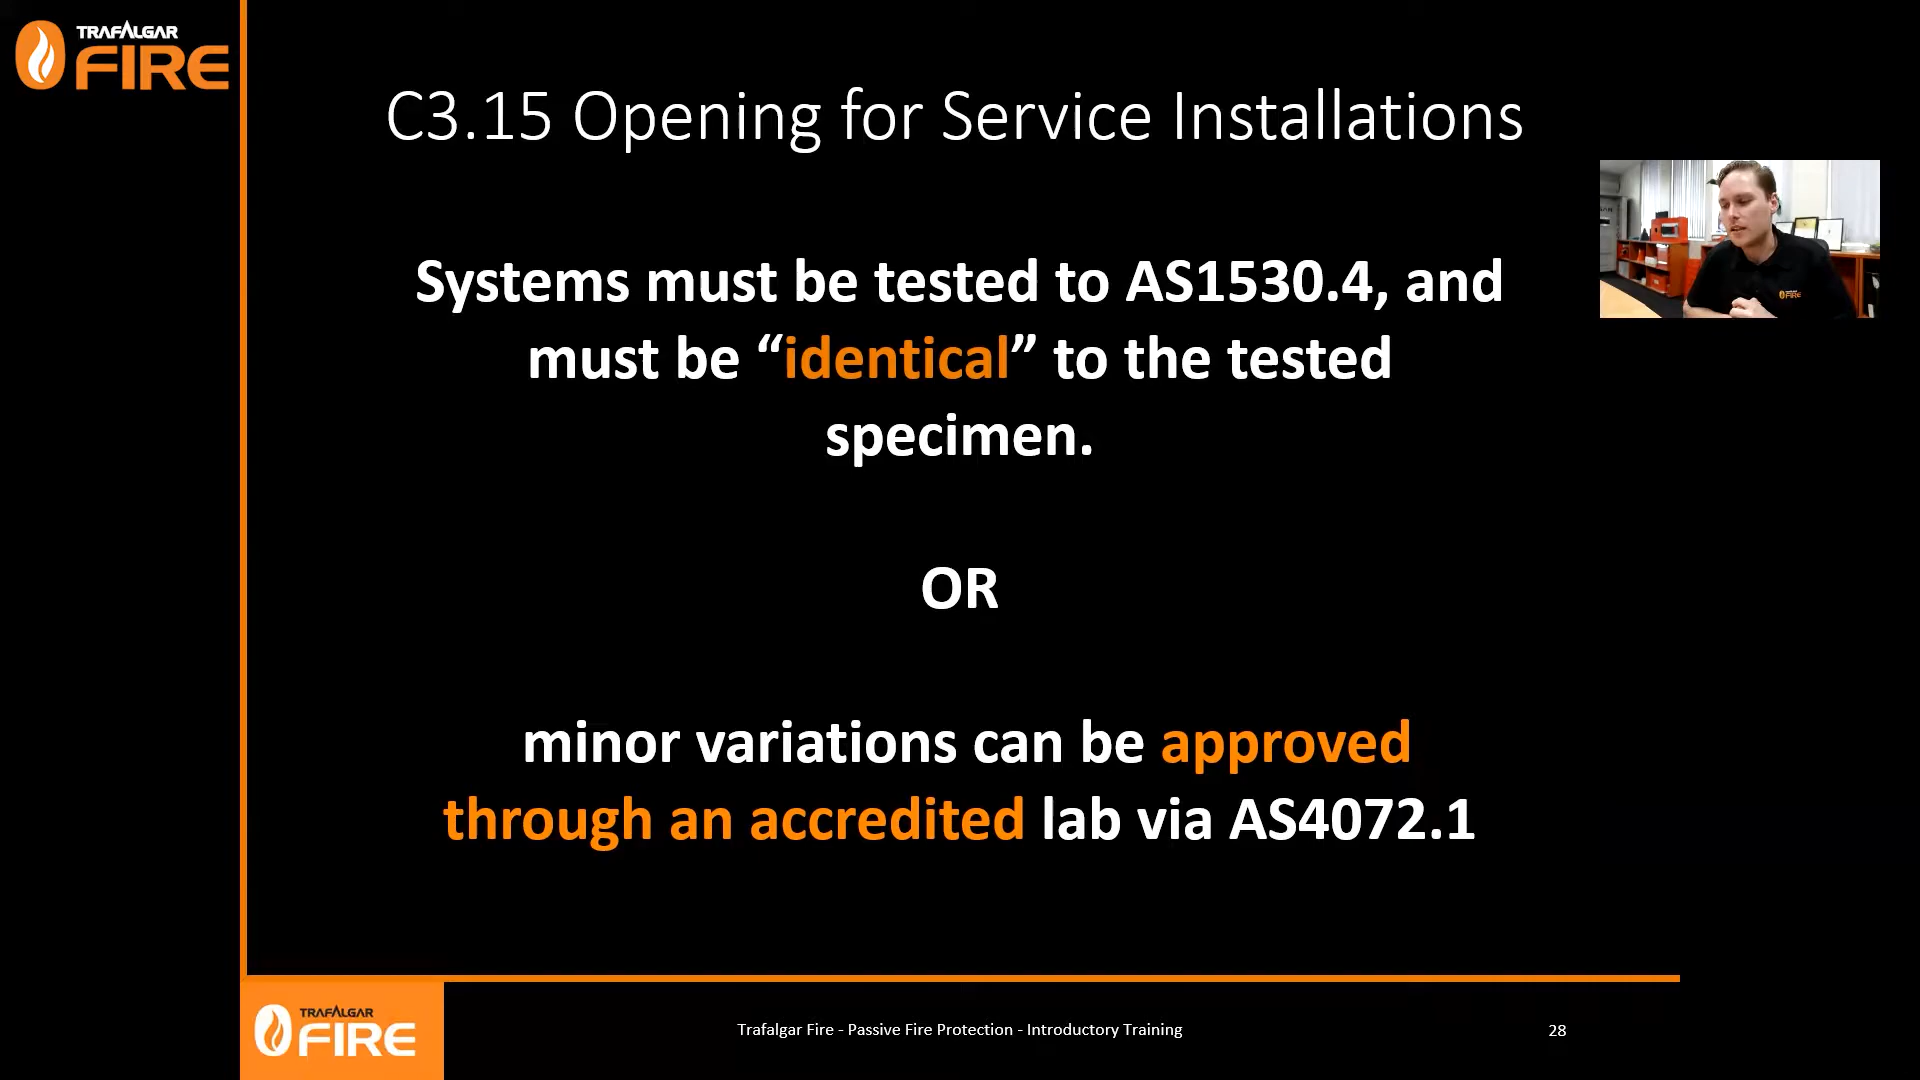 TRAFALGAR
FIRE
C3.15 Opening for Service Installations
Systems must be tested to AS1530.4, and
must be “identical” to the tested
specimen.
OR
minor variations can be approved
through an accredited lab via AS4072.1
FIRE
TRAFALGAR
FIRE
Trafalgar Fire - Passive Fire Protection - Introductory Training
28